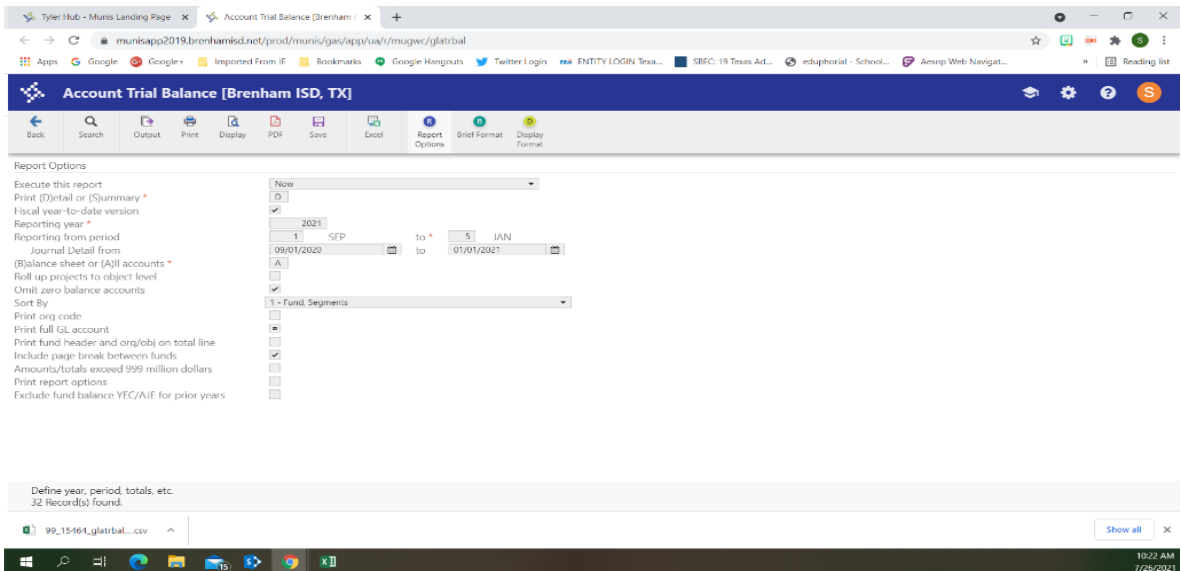 Tyler Hub - Munis Landing Page × Account Trial Balance [Brenham I × +
munisapp2019.brenhamisd.net/prod/munis/gas/app/ua/r/mugwc/glatrbal S
Apps Google Google+ Imported From IE Bookmarks Google Hangouts Twitter Login ENTITY LOGIN Texa... SBEC: 19 Texas Ad... eduphorial - School... Aesop Web Navigat... » Reading list
Account Trial Balance [Brenham ISD, TX] S
Back Search Output Print Display PDF Save Excel R Report Options B Brief Format D Display Format
Report Options
Execute this report Now
Print (D)etail or (S)ummary * D
Fiscal year-to-date version
Reporting year * 2021
Reporting from period 1 SEP to * 5 JAN
Journal Detail from 09/01/2020 to 01/01/2021
(B)alance sheet or (A)ll accounts * A
Roll up projects to object level
Omit zero balance accounts
Sort By 1 - Fund, Segments
Print org code
Print full GL account
Print fund header and org/obj on total line
Include page break between funds
Amounts/totals exceed 999 million dollars
Print report options
Exclude fund balance YEC/AJE for prior years
Define year, period, totals, etc.
32 Record(s) found.
99_15464_glatrbal....csv Show all ×
15 10:22 AM
7/26/2021